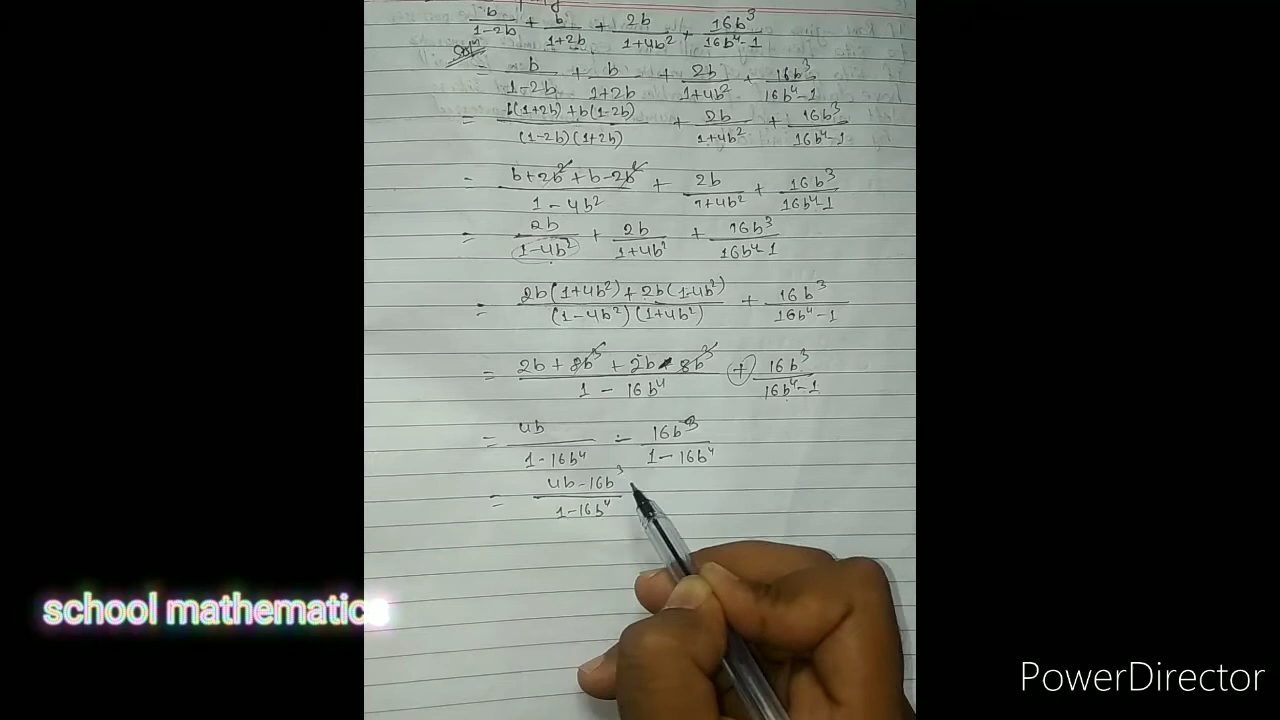 b/(1-2b) + b/(1+2b) + 2b/(1+4b²) + 16b³/(16b⁴-1)
Solⁿ
= b/(1-2b) + b/(1+2b) + 2b/(1+4b²) + 16b³/(16b⁴-1)
= (b(1+2b)+b(1-2b))/((1-2b)(1+2b)) + 2b/(1+4b²) + 16b³/(16b⁴-1)
= (b+2b²+b-2b²)/(1-4b²) + 2b/(1+4b²) + 16b³/(16b⁴-1)
= 2b/(1-4b²) + 2b/(1+4b²) + 16b³/(16b⁴-1)
= (2b(1+4b²)+2b(1-4b²))/((1-4b²)(1+4b²)) + 16b³/(16b⁴-1)
= (2b+8b³+2b-8b³)/(1-16b⁴) + 16b³/(16b⁴-1)
= 4b/(1-16b⁴) - 16b³/(1-16b⁴)
= (4b-16b³)/(1-16b⁴)
school mathematics
PowerDirector